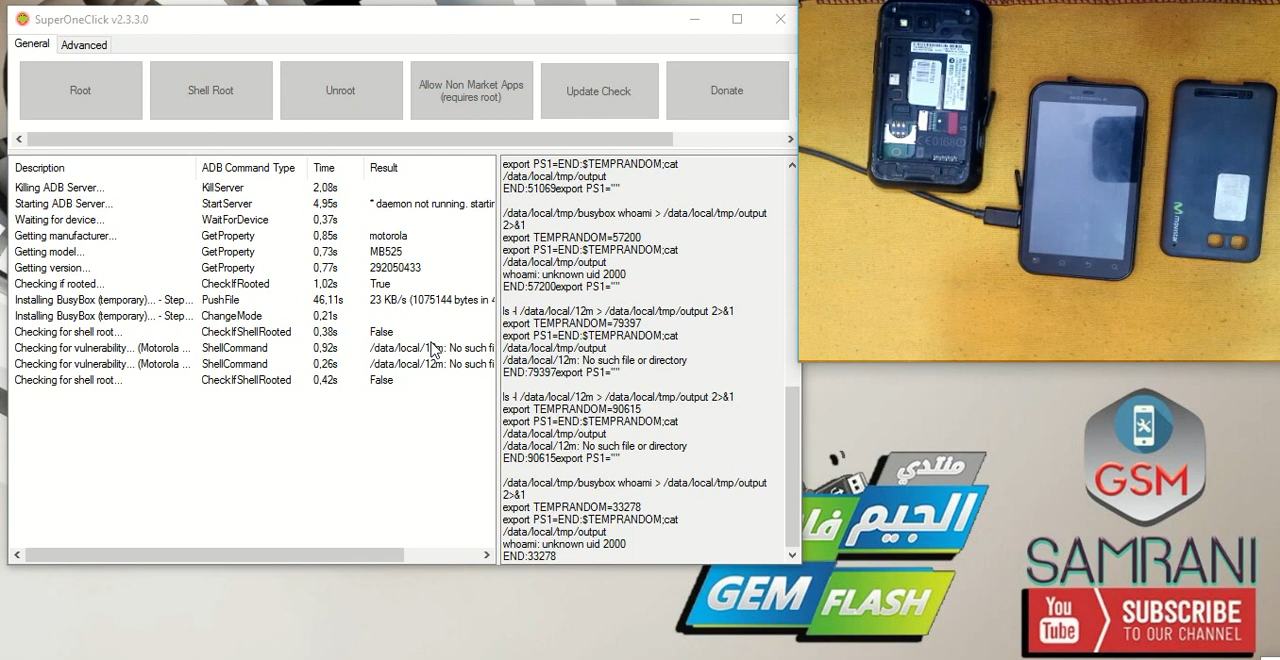 SuperOneClick v2.3.3.0
General
Advanced
Root
Shell Root
Unroot
Allow Non Market Apps
(requires root)
Update Check
Donate
Description ADB Command Type Time Result
Killing ADB Server... KillServer 2,08s
Starting ADB Server... StartServer 4,95s * daemon not running. startin
Waiting for device... WaitForDevice 0,37s
Getting manufacturer... GetProperty 0,85s motorola
Getting model... GetProperty 0,73s MB525
Getting version... GetProperty 0,77s 292050433
Checking if rooted... CheckIfRooted 1,02s True
Installing BusyBox (temporary)... - Step... PushFile 46,11s 23 KB/s (1075144 bytes in 4
Installing BusyBox (temporary)... - Step... ChangeMode 0,21s
Checking for shell root... CheckIfShellRooted 0,38s False
Checking for vulnerability... (Motorola ... ShellCommand 0,92s /data/local/12m: No such fi
Checking for vulnerability... (Motorola ... ShellCommand 0,26s /data/local/12m: No such fi
Checking for shell root... CheckIfShellRooted 0,42s False
export PS1=END:$TEMPRANDOM;cat
/data/local/tmp/output
END:51069export PS1=""
/data/local/tmp/busybox whoami > /data/local/tmp/output
2>&1
export TEMPRANDOM=57200
export PS1=END:$TEMPRANDOM;cat
/data/local/tmp/output
whoami: unknown uid 2000
END:57200export PS1=""
ls -l /data/local/12m > /data/local/tmp/output 2>&1
export TEMPRANDOM=79397
export PS1=END:$TEMPRANDOM;cat
/data/local/tmp/output
/data/local/12m: No such file or directory
END:79397export PS1=""
ls -l /data/local/12m > /data/local/tmp/output 2>&1
export TEMPRANDOM=90615
export PS1=END:$TEMPRANDOM;cat
/data/local/tmp/output
/data/local/12m: No such file or directory
END:90615export PS1=""
/data/local/tmp/busybox whoami > /data/local/tmp/output
2>&1
export TEMPRANDOM=33278
export PS1=END:$TEMPRANDOM;cat
/data/local/tmp/output
whoami: unknown uid 2000
END:33278
MOTOROLA
movistar
منتدي
الجيم فلا
GEM FLASH
GSM
SAMRANI
You
Tube
SUBSCRIBE
TO OUR CHANNEL